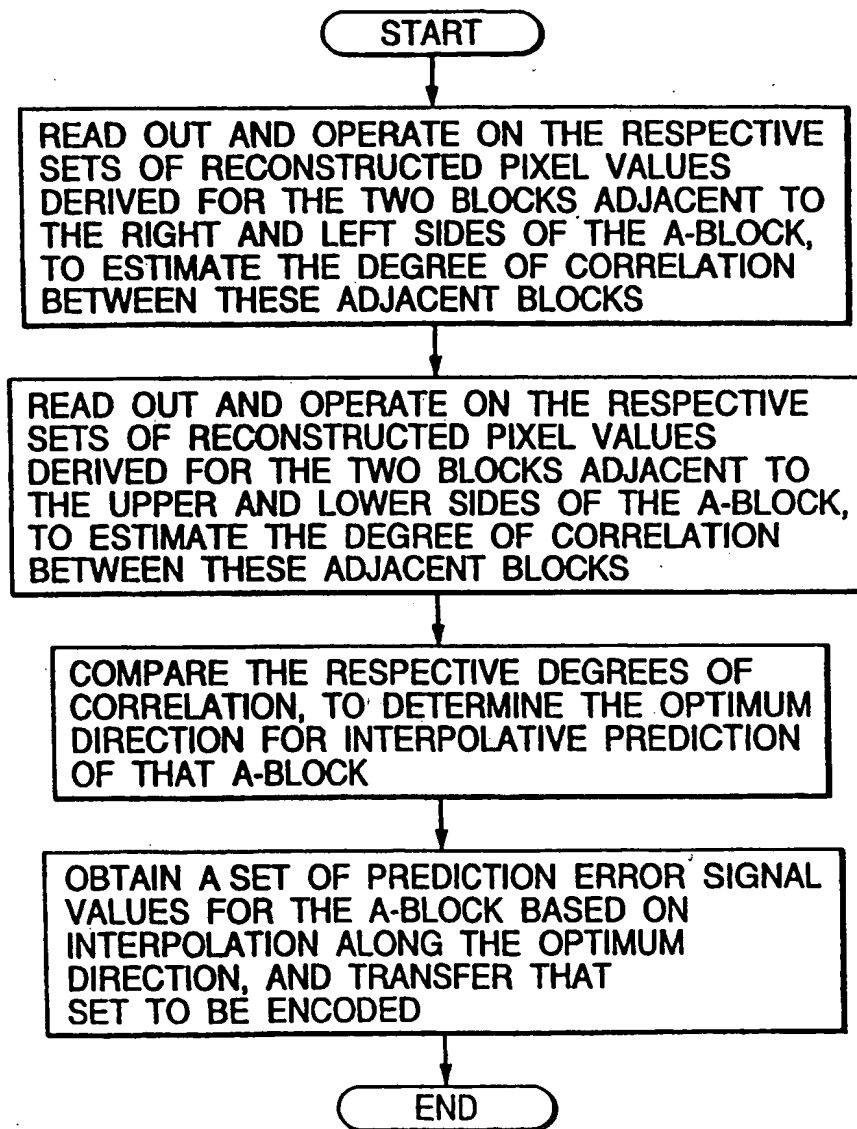 START
READ OUT AND OPERATE ON THE RESPECTIVE
SETS OF RECONSTRUCTED PIXEL VALUES
DERIVED FOR THE TWO BLOCKS ADJACENT TO
THE RIGHT AND LEFT SIDES OF THE A-BLOCK,
TO ESTIMATE THE DEGREE OF CORRELATION
BETWEEN THESE ADJACENT BLOCKS
READ OUT AND OPERATE ON THE RESPECTIVE
SETS OF RECONSTRUCTED PIXEL VALUES
DERIVED FOR THE TWO BLOCKS ADJACENT TO
THE UPPER AND LOWER SIDES OF THE A-BLOCK,
TO ESTIMATE THE DEGREE OF CORRELATION
BETWEEN THESE ADJACENT BLOCKS
COMPARE THE RESPECTIVE DEGREES OF
CORRELATION, TO DETERMINE THE OPTIMUM
DIRECTION FOR INTERPOLATIVE PREDICTION
OF THAT A-BLOCK
OBTAIN A SET OF PREDICTION ERROR SIGNAL
VALUES FOR THE A-BLOCK BASED ON
INTERPOLATION ALONG THE OPTIMUM
DIRECTION, AND TRANSFER THAT
SET TO BE ENCODED
END